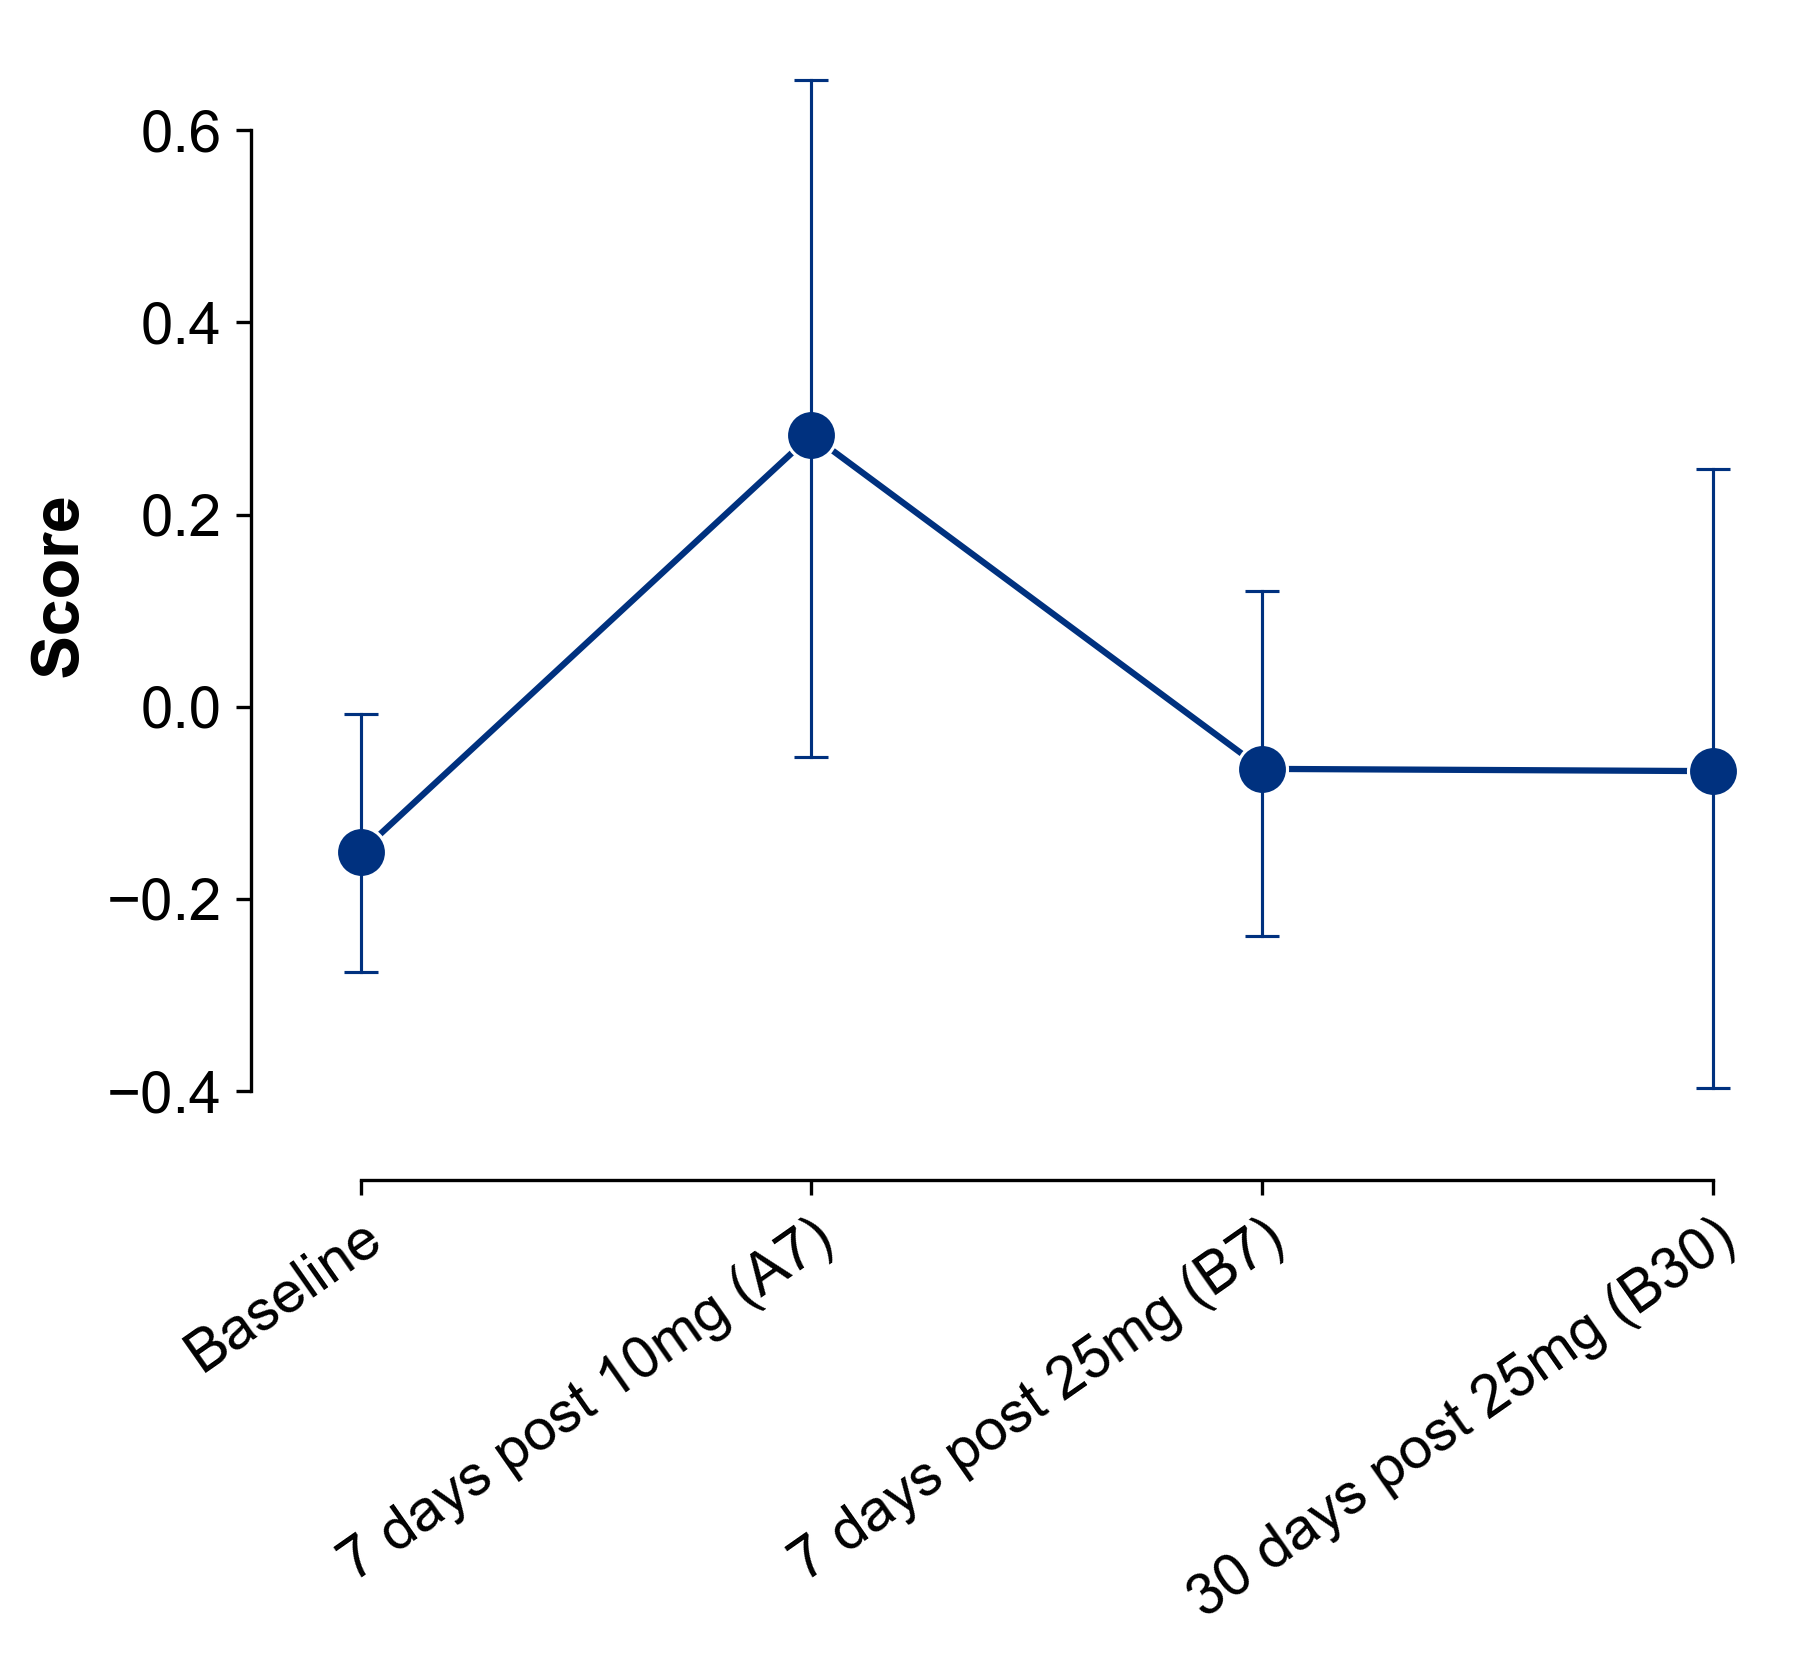 Score
0.6
0.4
0.2
0.0
−0.2
−0.4
Baseline
7 days post 10mg (A7)
7 days post 25mg (B7)
30 days post 25mg (B30)